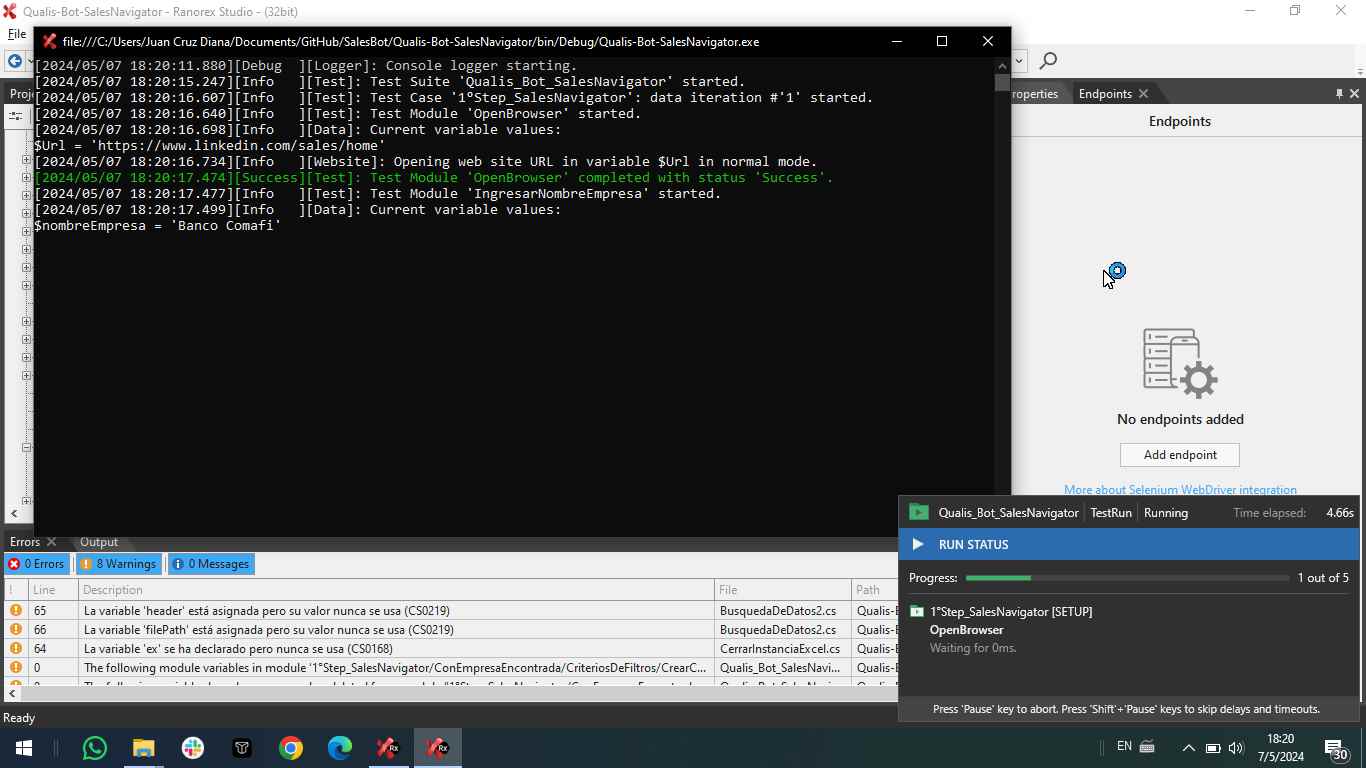 Qualis-Bot-SalesNavigator - Ranorex Studio - (32bit)
File
file:///C:/Users/Juan Cruz Diana/Documents/GitHub/SalesBot/Qualis-Bot-SalesNavigator/bin/Debug/Qualis-Bot-SalesNavigator.exe
[2024/05/07 18:20:11.880][Debug  ][Logger]: Console logger starting.
[2024/05/07 18:20:15.247][Info   ][Test]: Test Suite 'Qualis_Bot_SalesNavigator' started.
[2024/05/07 18:20:16.607][Info   ][Test]: Test Case '1ºStep_SalesNavigator': data iteration #'1' started.
[2024/05/07 18:20:16.640][Info   ][Test]: Test Module 'OpenBrowser' started.
[2024/05/07 18:20:16.698][Info   ][Data]: Current variable values:
$Url = 'https://www.linkedin.com/sales/home'
[2024/05/07 18:20:16.734][Info   ][Website]: Opening web site URL in variable $Url in normal mode.
[2024/05/07 18:20:17.474][Success][Test]: Test Module 'OpenBrowser' completed with status 'Success'.
[2024/05/07 18:20:17.477][Info   ][Test]: Test Module 'IngresarNombreEmpresa' started.
[2024/05/07 18:20:17.499][Info   ][Data]: Current variable values:
$nombreEmpresa = 'Banco Comafi'
Proj
roperties
Endpoints
Endpoints
No endpoints added
Add endpoint
More about Selenium WebDriver integration
Qualis_Bot_SalesNavigator TestRun Running Time elapsed: 4.66s
RUN STATUS
Progress: 1 out of 5
1°Step_SalesNavigator [SETUP]
OpenBrowser
Waiting for 0ms.
Press 'Pause' key to abort. Press 'Shift'+'Pause' keys to skip delays and timeouts.
Errors Output
0 Errors 8 Warnings 0 Messages
! Line Description File Path
65 La variable 'header' está asignada pero su valor nunca se usa (CS0219) BusquedaDeDatos2.cs Qualis-B
66 La variable 'filePath' está asignada pero su valor nunca se usa (CS0219) BusquedaDeDatos2.cs Qualis-B
64 La variable 'ex' se ha declarado pero nunca se usa (CS0168) CerrarInstanciaExcel.cs Qualis-B
0 The following module variables in module '1°Step_SalesNavigator/ConEmpresaEncontrada/CriteriosDeFiltros/CrearC... Qualis_Bot_SalesNavi... Qualis-B
Ready
EN
18:20
7/5/2024
30